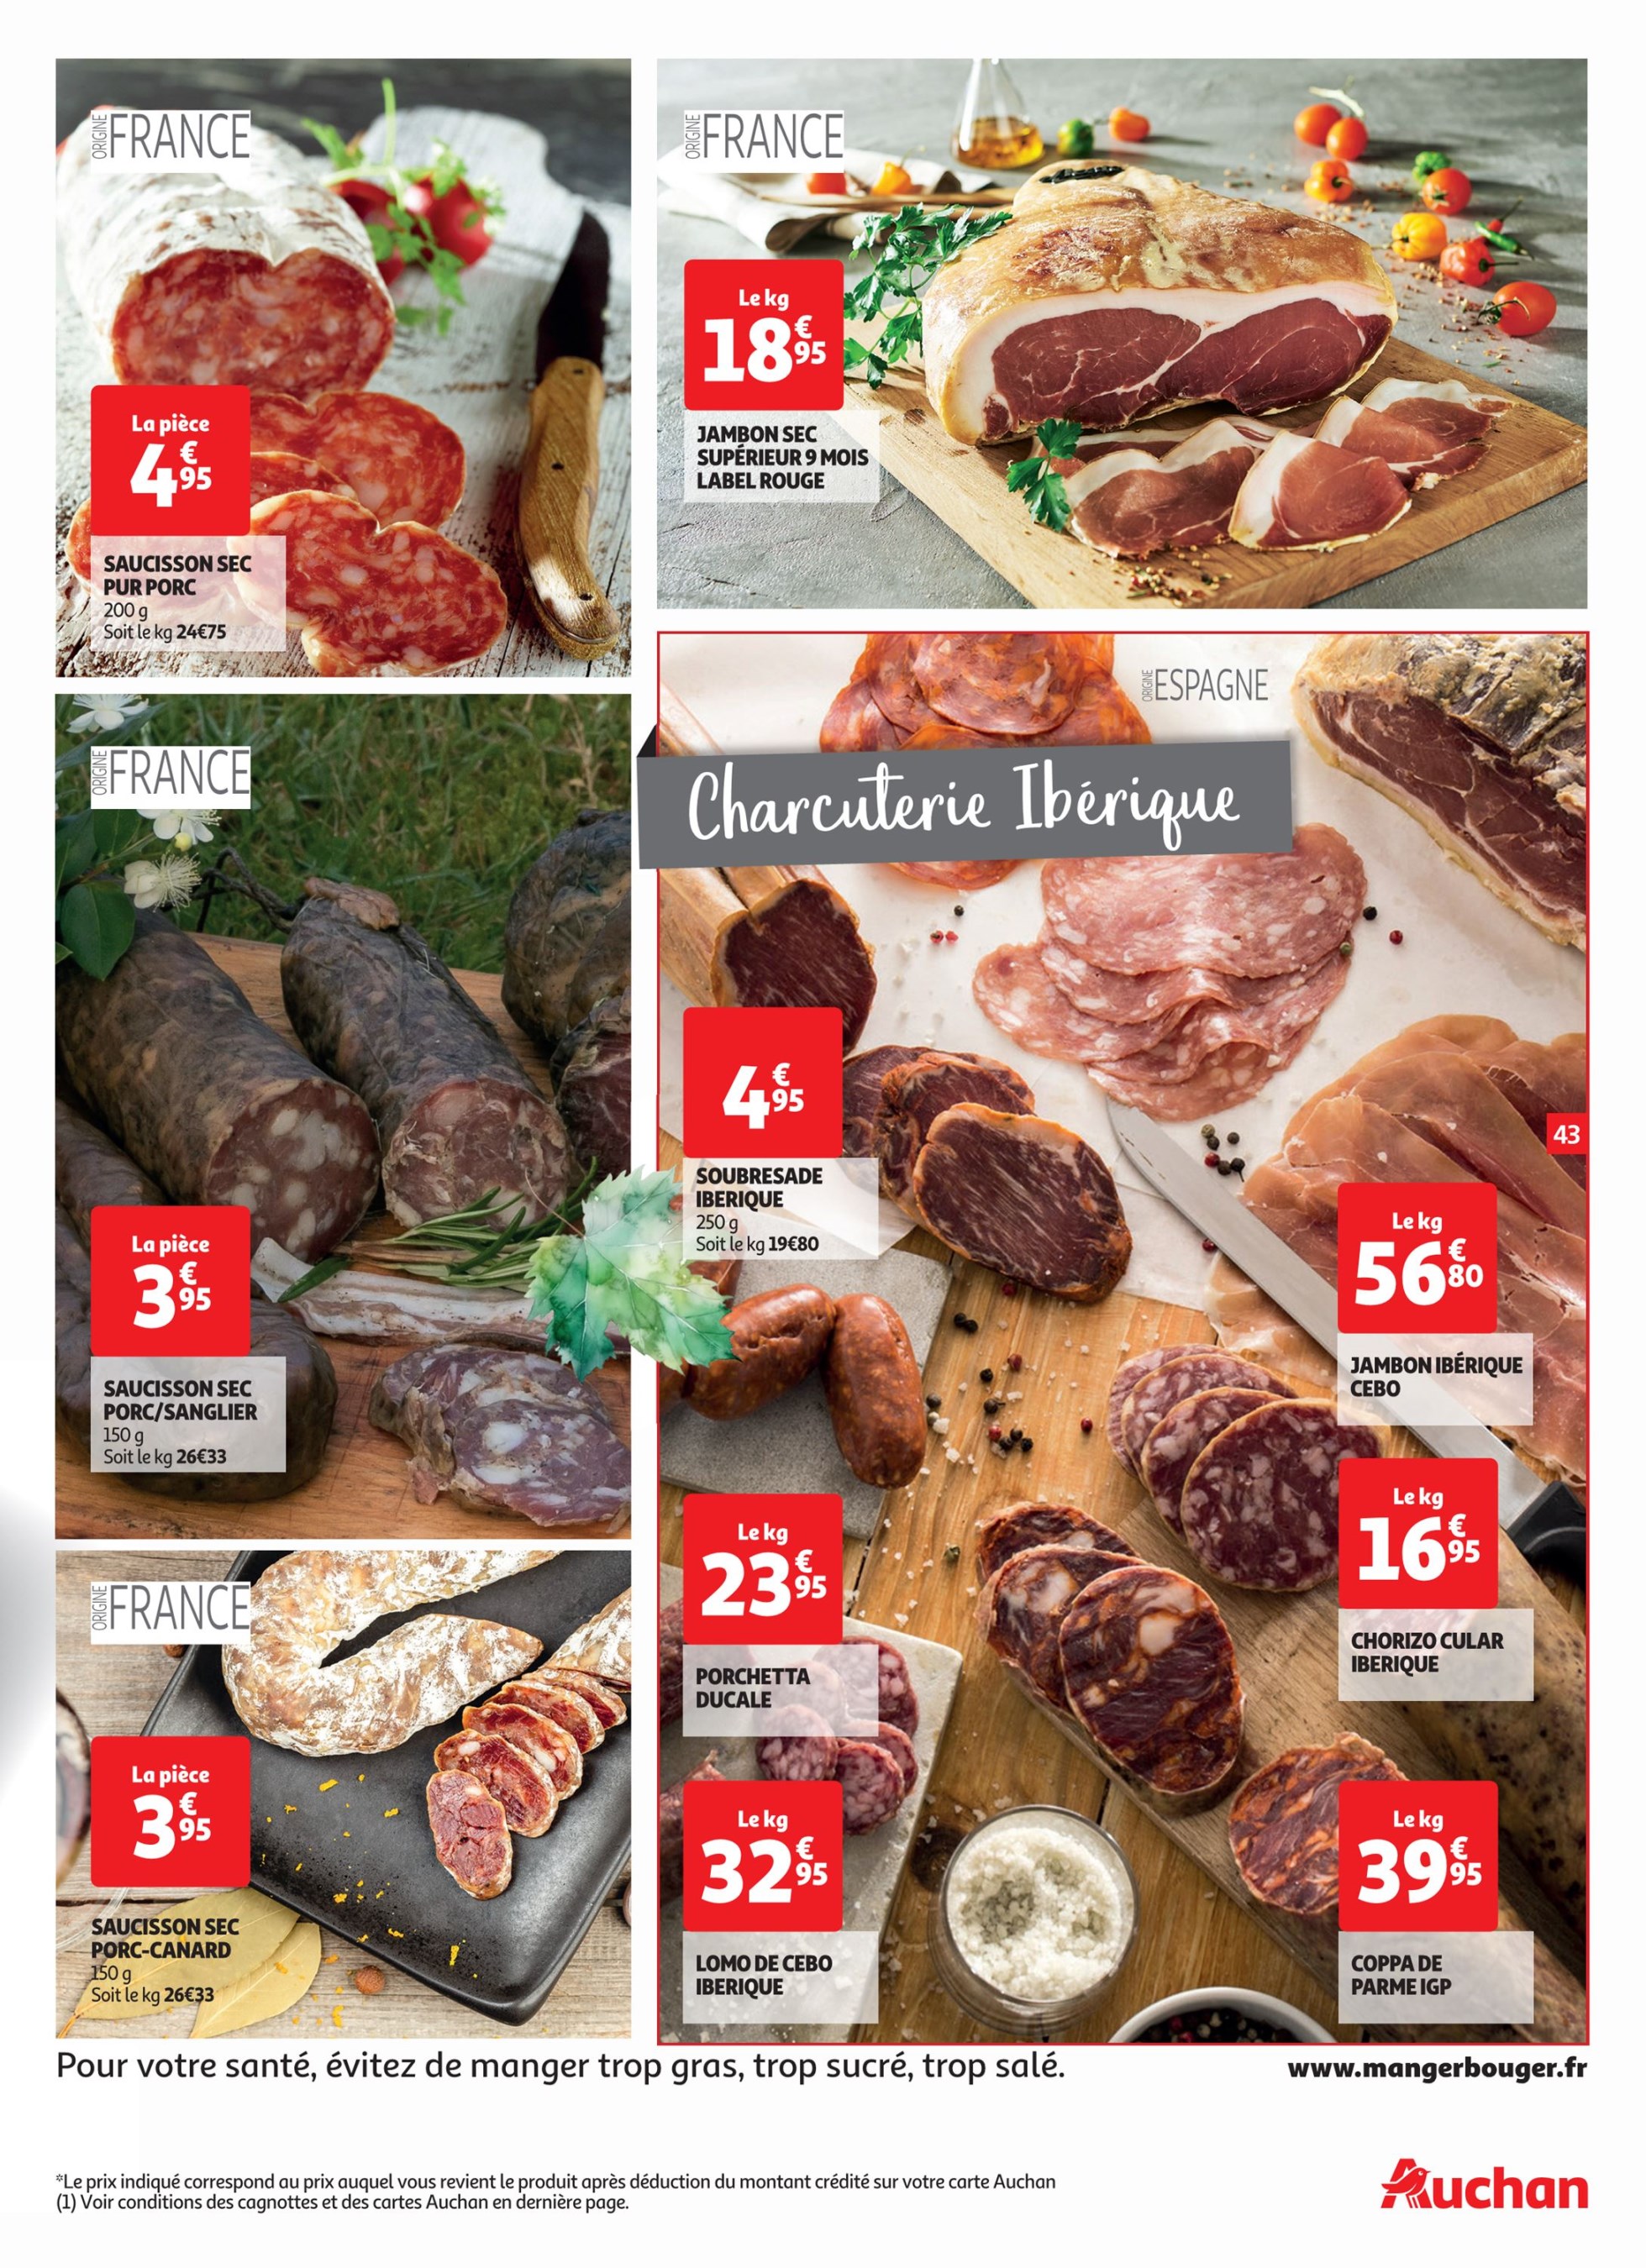 ORIGINE FRANCE
La pièce
4€95
SAUCISSON SEC
PUR PORC
200 g
Soit le kg 24€75
ORIGINE FRANCE
Le kg
18€95
JAMBON SEC
SUPÉRIEUR 9 MOIS
LABEL ROUGE
ORIGINE FRANCE
La pièce
3€95
SAUCISSON SEC
PORC/SANGLIER
150 g
Soit le kg 26€33
ORIGINE FRANCE
La pièce
3€95
SAUCISSON SEC
PORC-CANARD
150 g
Soit le kg 26€33
ORIGINE ESPAGNE
Charcuterie Ibérique
4€95
SOUBRESADE
IBERIQUE
250 g
Soit le kg 19€80
43
Le kg
56€80
JAMBON IBÉRIQUE
CEBO
Le kg
23€95
PORCHETTA
DUCALE
Le kg
16€95
CHORIZO CULAR
IBERIQUE
Le kg
32€95
LOMO DE CEBO
IBERIQUE
Le kg
39€95
COPPA DE
PARME IGP
Pour votre santé, évitez de manger trop gras, trop sucré, trop salé.
www.mangerbouger.fr
*Le prix indiqué correspond au prix auquel vous revient le produit après déduction du montant crédité sur votre carte Auchan
(1) Voir conditions des cagnottes et des cartes Auchan en dernière page.
Auchan